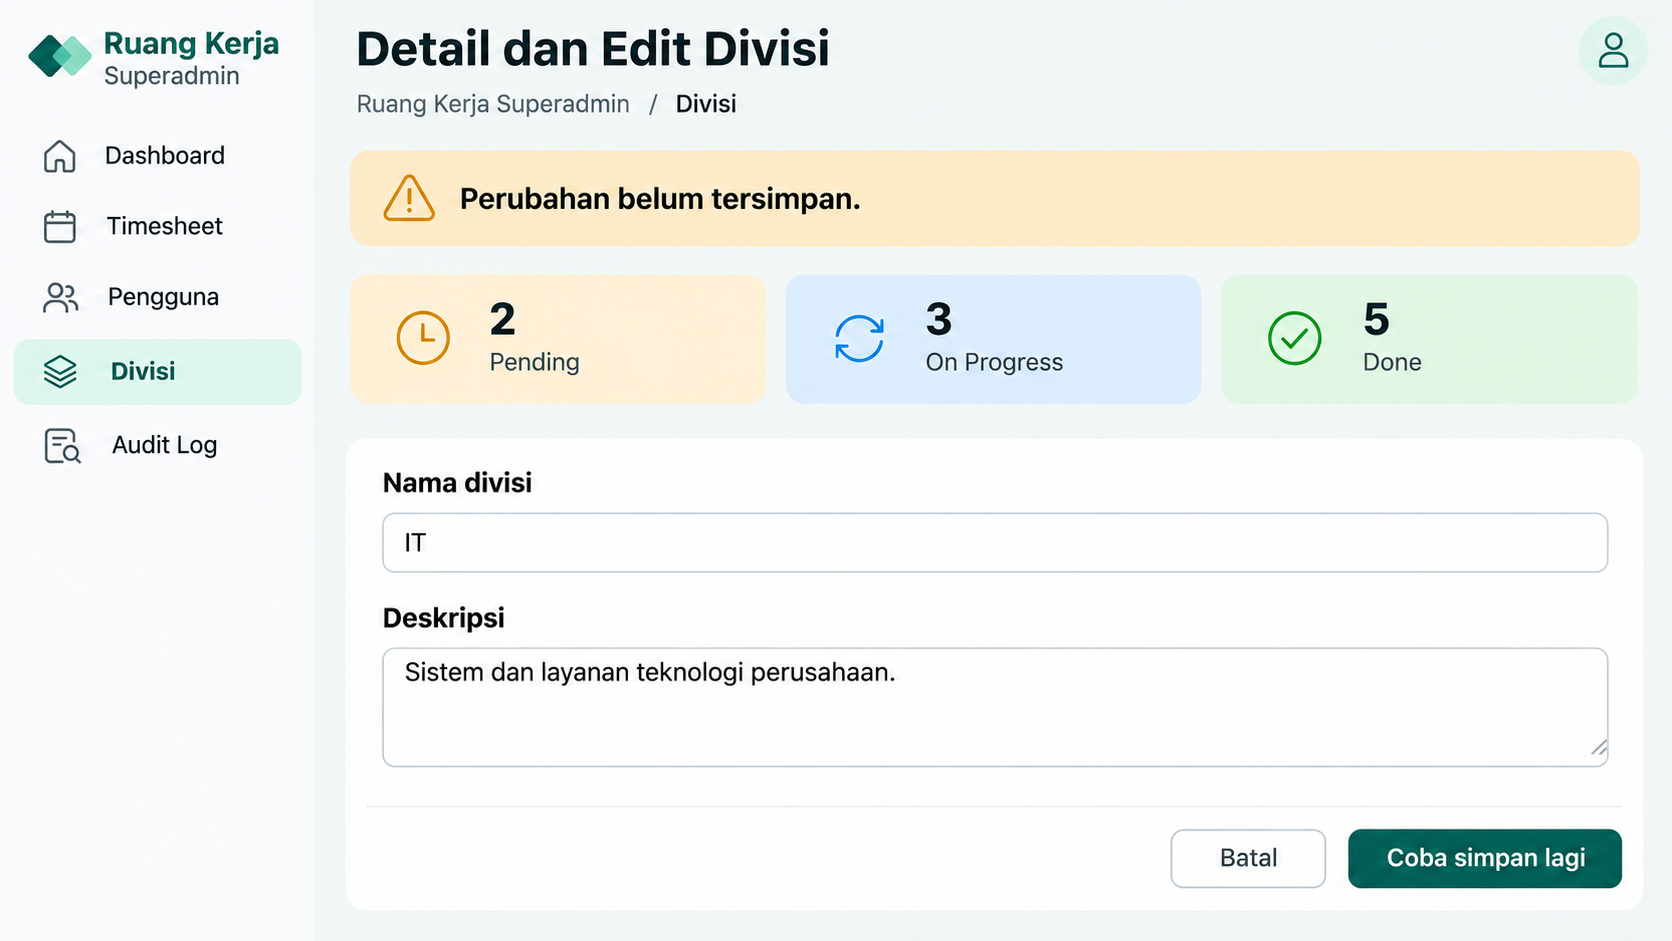 Ruang Kerja
Superadmin
Dashboard
Timesheet
Pengguna
Divisi
Audit Log
Detail dan Edit Divisi
Ruang Kerja Superadmin / Divisi
Perubahan belum tersimpan.
2
Pending
3
On Progress
5
Done
Nama divisi
IT
Deskripsi
Sistem dan layanan teknologi perusahaan.
Batal
Coba simpan lagi